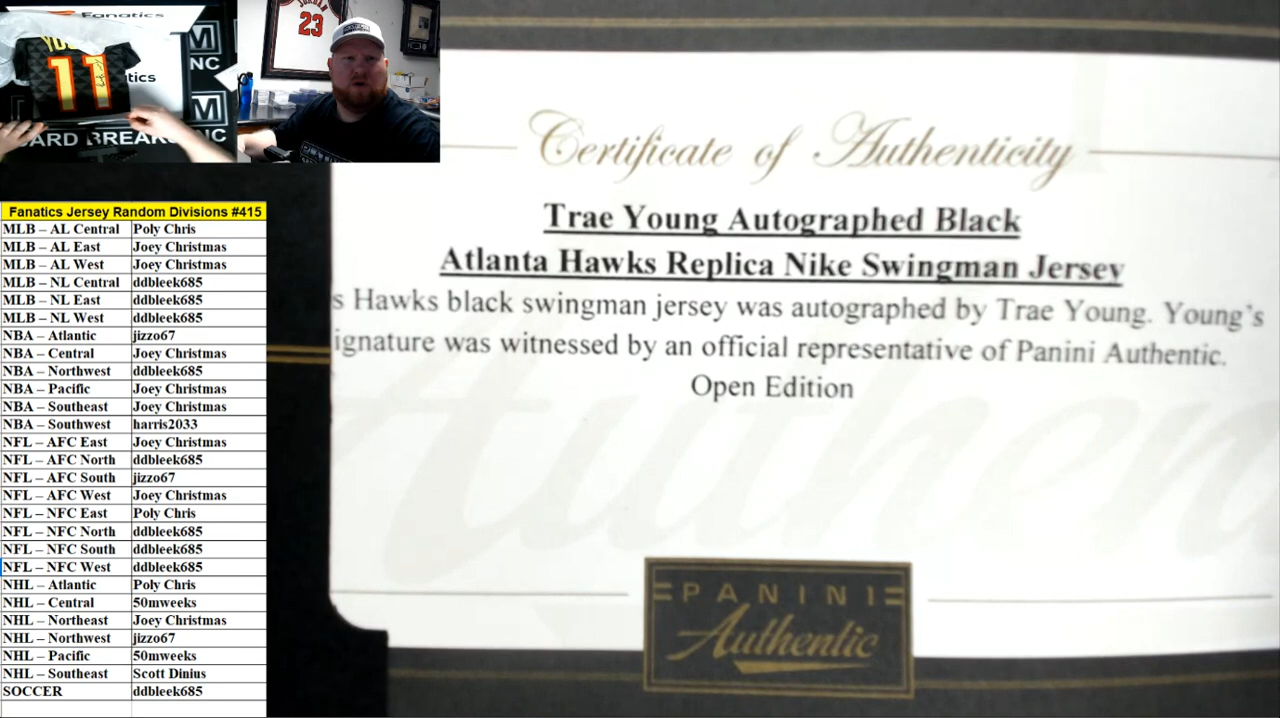 Fanatics
YOU
11
tics
M
NC
M
CARD BREAK NC
JORDAN
23
Fanatics Jersey Random Divisions #415
MLB – AL Central Poly Chris
MLB – AL East Joey Christmas
MLB – AL West Joey Christmas
MLB – NL Central ddbleek685
MLB – NL East ddbleek685
MLB – NL West ddbleek685
NBA – Atlantic jizzo67
NBA – Central Joey Christmas
NBA – Northwest ddbleek685
NBA – Pacific Joey Christmas
NBA – Southeast Joey Christmas
NBA – Southwest harris2033
NFL – AFC East Joey Christmas
NFL – AFC North ddbleek685
NFL – AFC South jizzo67
NFL – AFC West Joey Christmas
NFL – NFC East Poly Chris
NFL – NFC North ddbleek685
NFL – NFC South ddbleek685
NFL – NFC West ddbleek685
NHL – Atlantic Poly Chris
NHL – Central 50mweeks
NHL – Northeast Joey Christmas
NHL – Northwest jizzo67
NHL – Pacific 50mweeks
NHL – Southeast Scott Dinius
SOCCER ddbleek685
Certificate of Authenticity
Trae Young Autographed Black
Atlanta Hawks Replica Nike Swingman Jersey
s Hawks black swingman jersey was autographed by Trae Young. Young's
ignature was witnessed by an official representative of Panini Authentic.
Open Edition
PANINI
Authentic